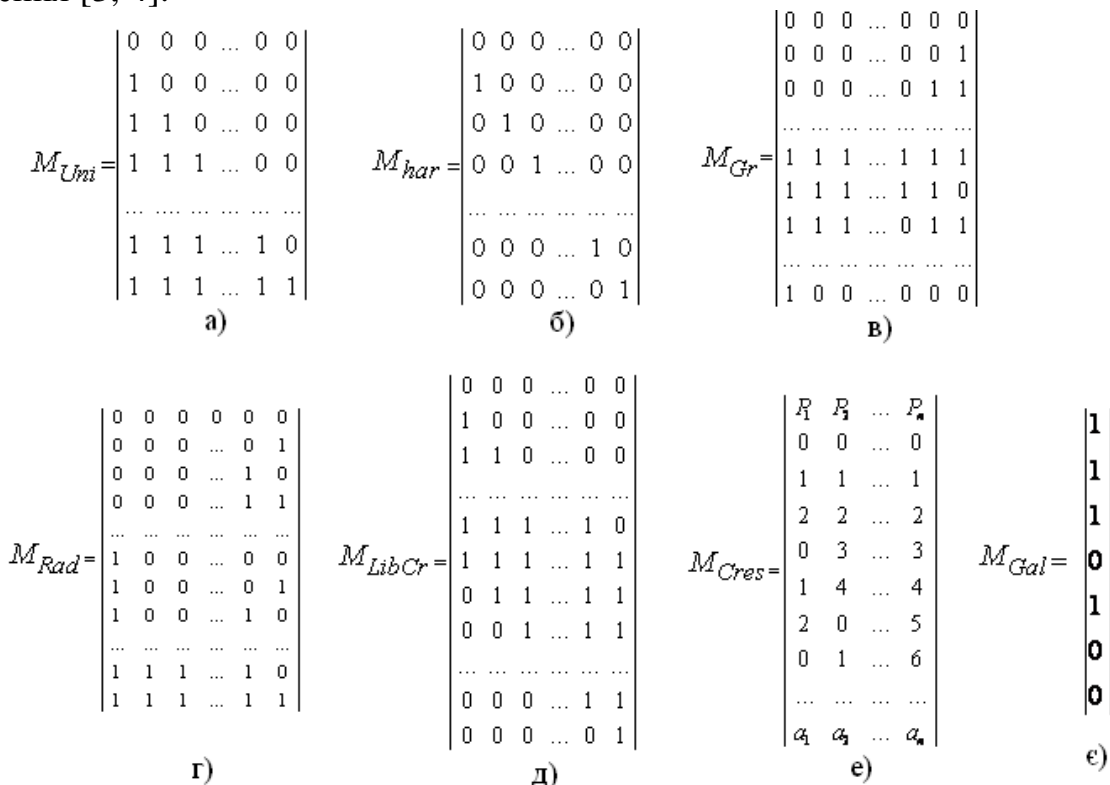 [3, 4].
0 0 0 ... 0 0
1 0 0 ... 0 0
1 1 0 ... 0 0
M_Uni = 1 1 1 ... 0 0
... .... ... ... ... ...
1 1 1 ... 1 0
1 1 1 ... 1 1
а)
0 0 0 ... 0 0
1 0 0 ... 0 0
0 1 0 ... 0 0
M_har = 0 0 1 ... 0 0
... ... ... ... ... ...
0 0 0 ... 1 0
0 0 0 ... 0 1
б)
0 0 0 ... 0 0 0
0 0 0 ... 0 0 1
0 0 0 ... 0 1 1
... ... ... ... ... ... ...
M_Gr = 1 1 1 ... 1 1 1
1 1 1 ... 1 1 0
1 1 1 ... 0 1 1
... ... ... ... ... ... ...
1 0 0 ... 0 0 0
в)
0 0 0 0 0 0
0 0 0 ... 0 1
0 0 0 ... 1 0
0 0 0 ... 1 1
... ... ... ... ... ...
M_Rad = 1 0 0 ... 0 0
1 0 0 ... 0 1
1 0 0 ... 1 0
... ... ... ... ... ...
1 1 1 ... 1 0
1 1 1 ... 1 1
г)
0 0 0 ... 0 0
1 0 0 ... 0 0
1 1 0 ... 0 0
... ... ... ... ... ...
1 1 1 ... 1 0
M_LibCr = 1 1 1 ... 1 1
0 1 1 ... 1 1
0 0 1 ... 1 1
... ... ... ... ... ...
0 0 0 ... 1 1
0 0 0 ... 0 1
д)
P₁ P₂ ... Pₙ
0 0 ... 0
1 1 ... 1
2 2 ... 2
M_Cres = 0 3 ... 3
1 4 ... 4
2 0 ... 5
0 1 ... 6
... ... ... ...
a₁ a₂ ... aₙ
е)
1
1
1
M_Gal = 0
1
0
0
є)